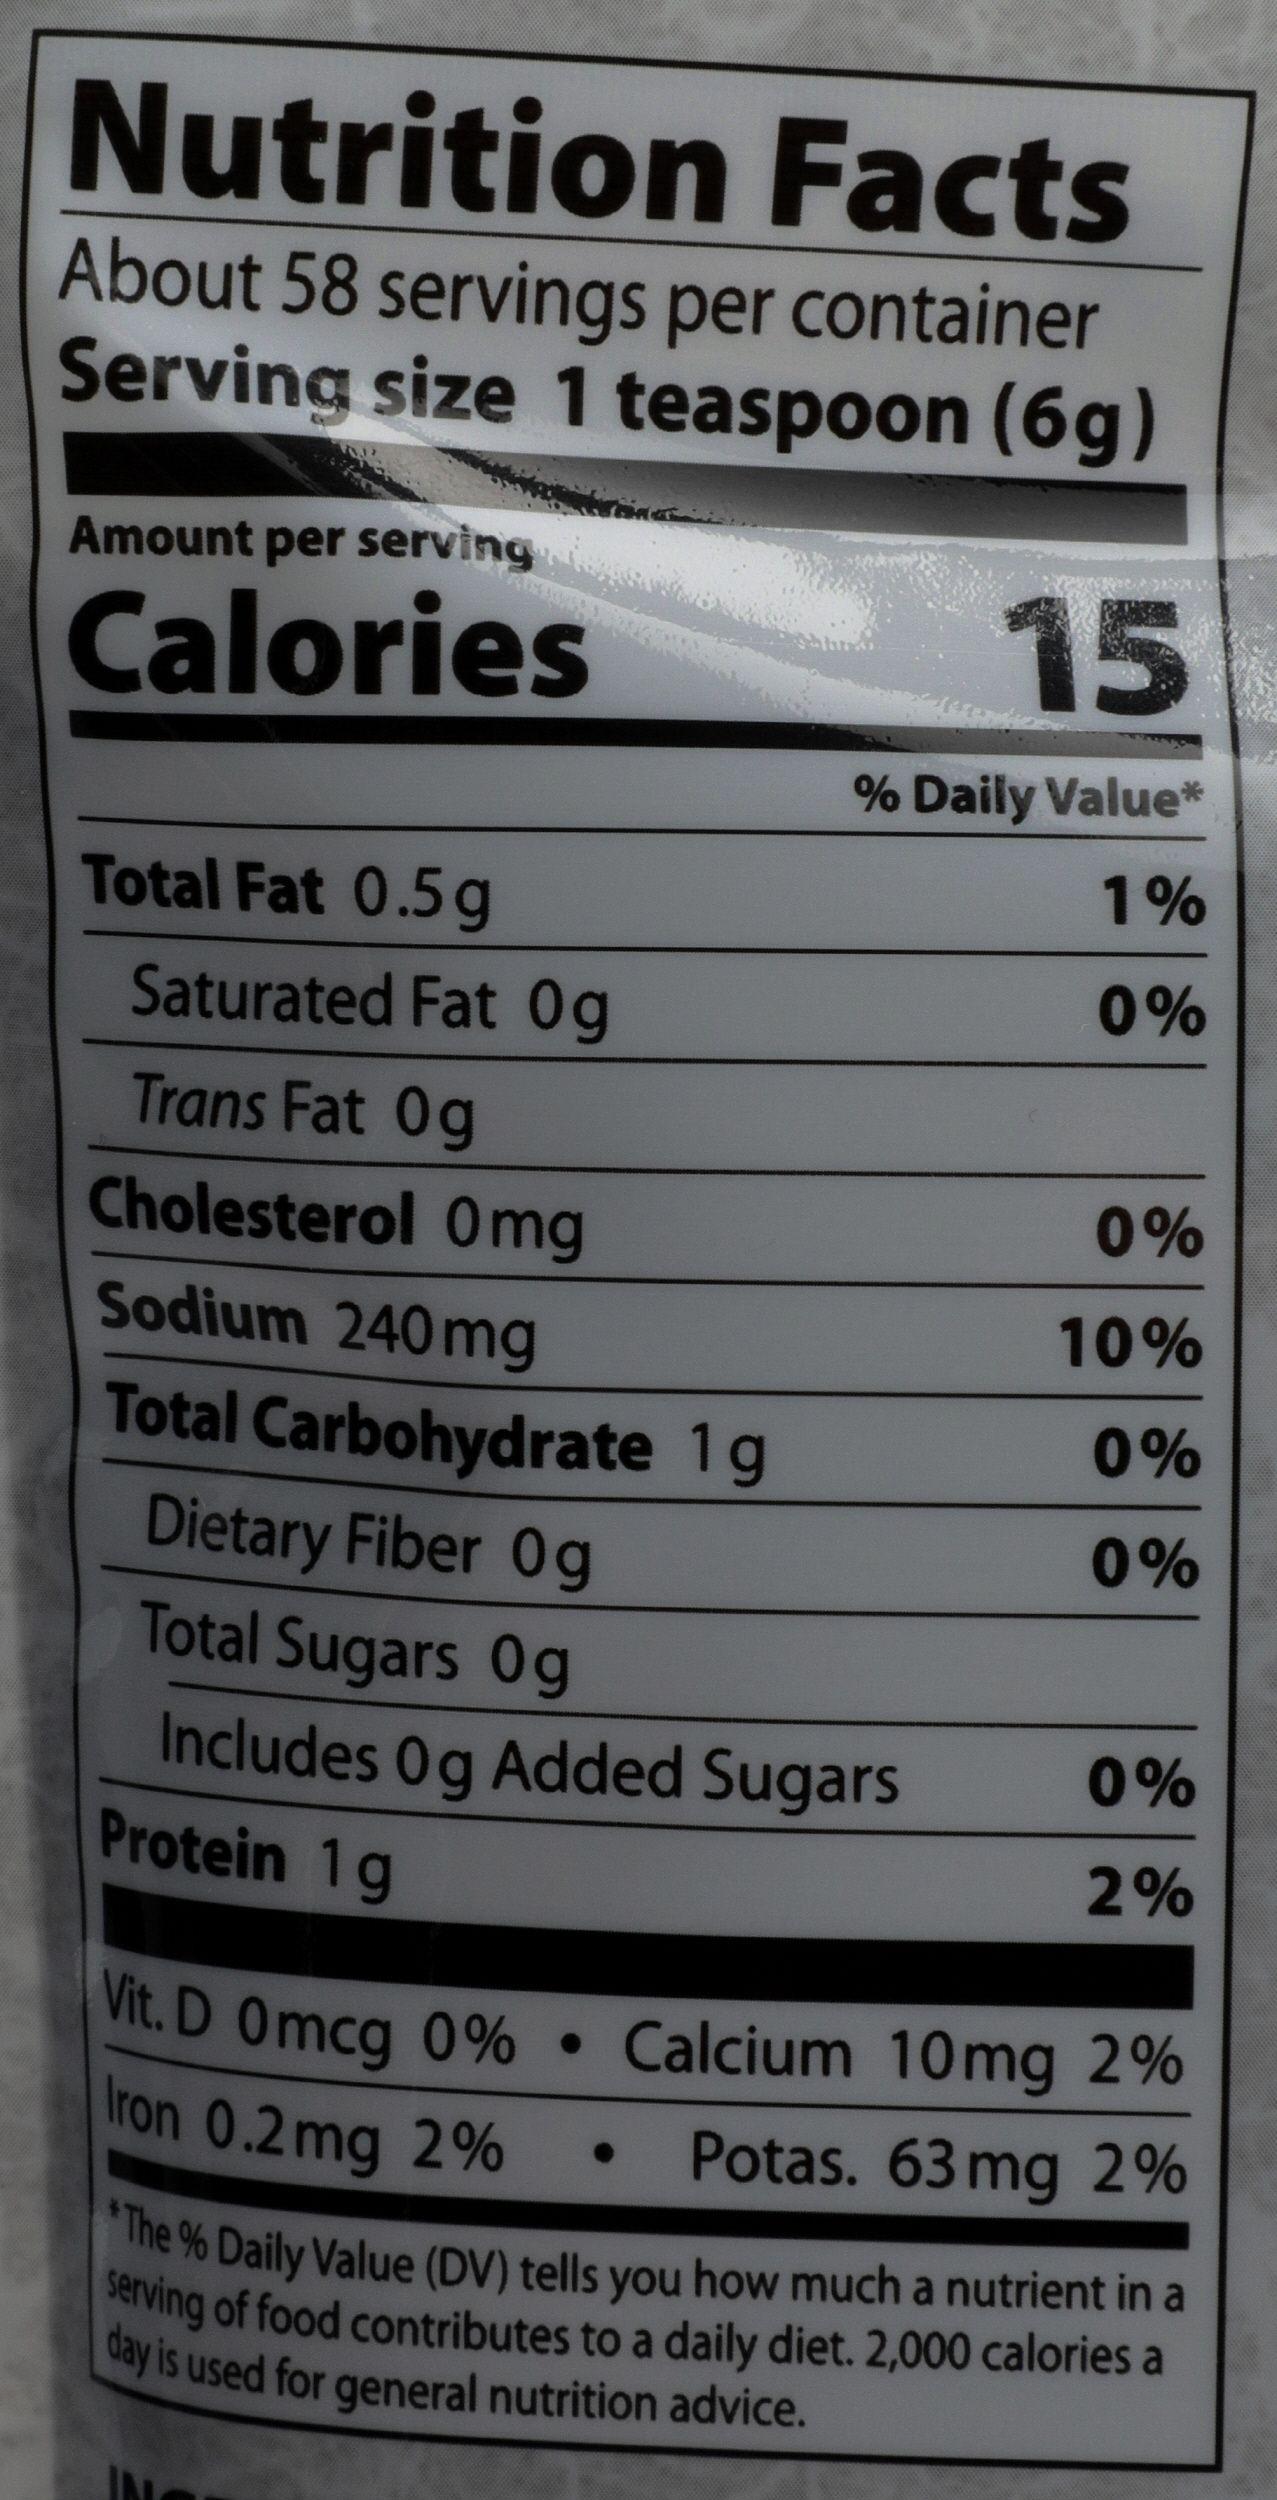 Nutrition Facts
About 58 servings per container
Serving size 1 teaspoon (6g)
Amount per serving
Calories 15
% Daily Value*
Total Fat 0.5g 1%
Saturated Fat 0g 0%
Trans Fat 0g
Cholesterol 0mg 0%
Sodium 240mg 10%
Total Carbohydrate 1g 0%
Dietary Fiber 0g 0%
Total Sugars 0g
Includes 0g Added Sugars 0%
Protein 1g 2%
Vit. D 0mcg 0% • Calcium 10mg 2%
Iron 0.2mg 2% • Potas. 63mg 2%
*The % Daily Value (DV) tells you how much a nutrient in a
serving of food contributes to a daily diet. 2,000 calories a
day is used for general nutrition advice.